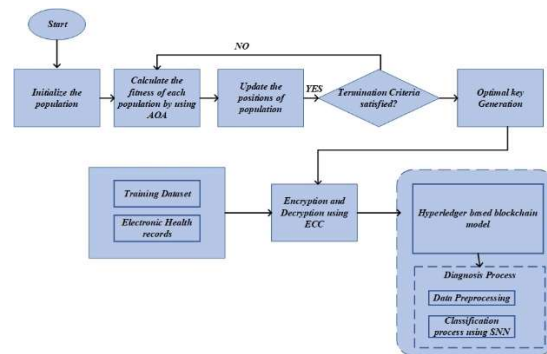 Start
NO
Initialize the
population
Calculate the
fitness of each
population by using
AOA
Update the
positions of
population
YES
Termination Criteria
satisfied?
Optimal key
Generation
Training Dataset
Electronic Health
records
Encryption and
Decryption using
ECC
Hyperledger based blockchain
model
Diagnosis Process
Data Preprocessing
Classification
process using SNN